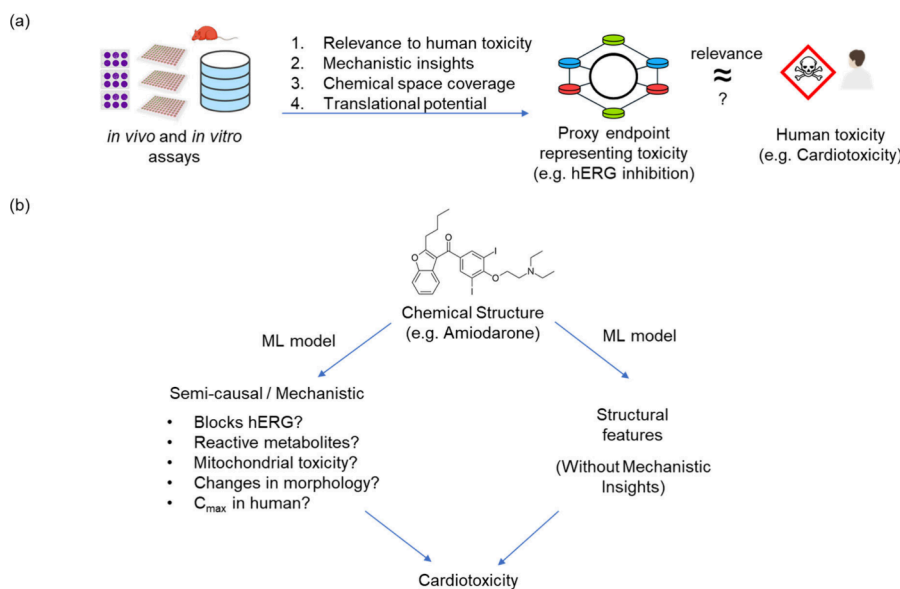 (a)
1. Relevance to human toxicity
2. Mechanistic insights
3. Chemical space coverage
4. Translational potential
in vivo and in vitro
assays
relevance
≈
?
Proxy endpoint
representing toxicity
(e.g. hERG inhibition)
Human toxicity
(e.g. Cardiotoxicity)
(b)
O
O
I
I
O
N
Chemical Structure
(e.g. Amiodarone)
ML model
ML model
Semi-causal / Mechanistic
• Blocks hERG?
• Reactive metabolites?
• Mitochondrial toxicity?
• Changes in morphology?
• Cmax in human?
Structural
features
(Without Mechanistic
Insights)
Cardiotoxicity